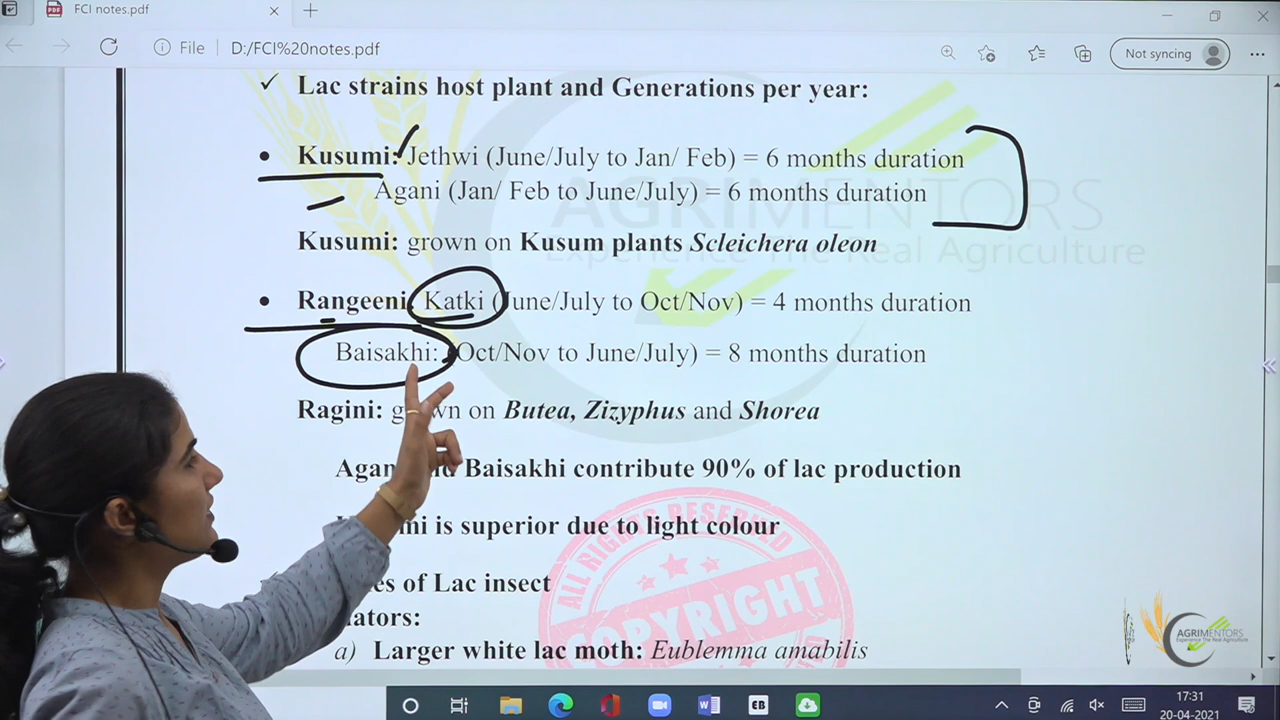 FCI notes.pdf
File D:/FCI%20notes.pdf Not syncing
Lac strains host plant and Generations per year:
Kusumi: Jethwi (June/July to Jan/ Feb) = 6 months duration
Agani (Jan/ Feb to June/July) = 6 months duration
AGRIMENTORS
Experience The Real Agriculture
Kusumi: grown on Kusum plants Scleichera oleon
Rangeeni: Katki (June/July to Oct/Nov) = 4 months duration
Baisakhi: (Oct/Nov to June/July) = 8 months duration
Ragini: grown on Butea, Zizyphus and Shorea
Baisakhi contribute 90% of lac production
is superior due to light colour
of Lac insect
ALL RIGHTS RESERVED
COPYRIGHT
a) Larger white lac moth: Eublemma amabilis
AGRIMENTORS
Experience The Real Agriculture
17:31
20-04-2021